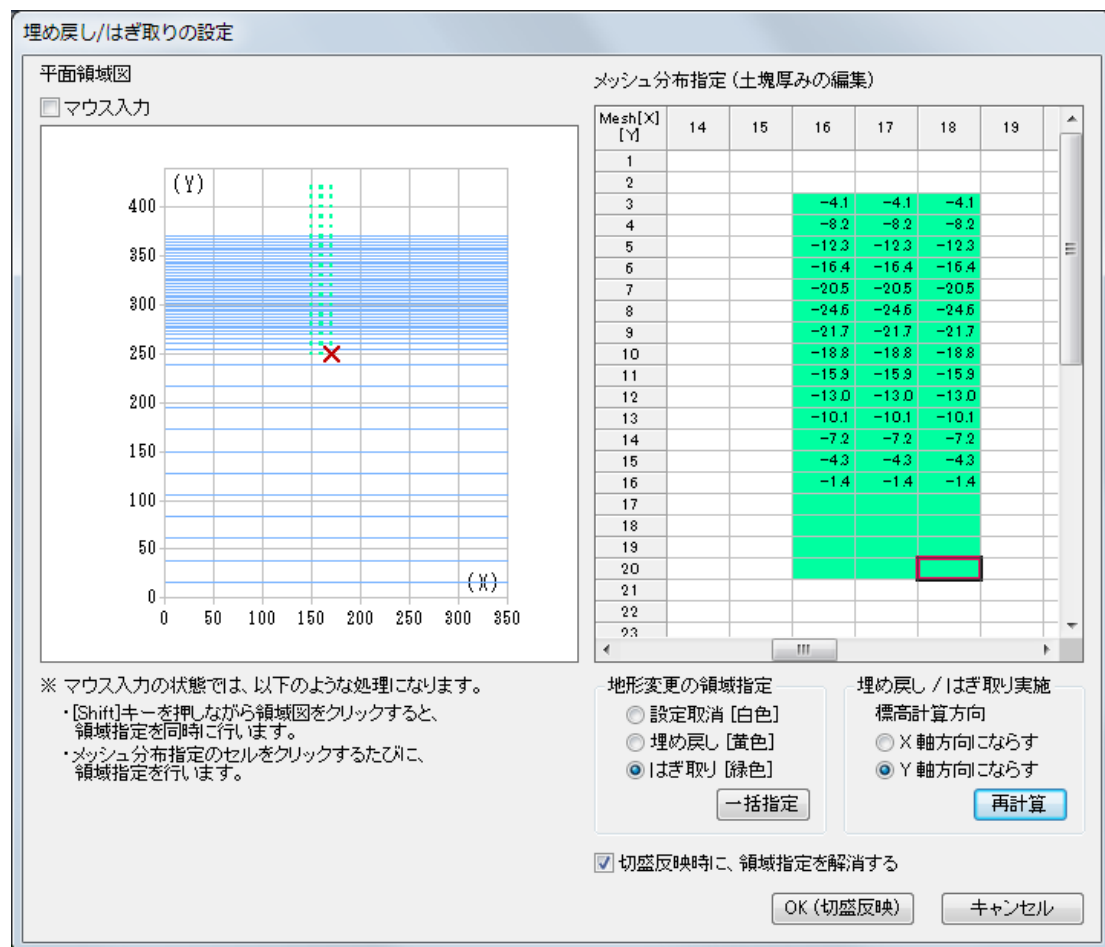 埋め戻し/はぎ取りの設定
平面領域図
マウス入力
(Y)
400
350
300
250
200
150
100
50
0
(X)
0 50 100 150 200 250 300 350
※ マウス入力の状態では、以下のような処理になります。
・[Shift]キーを押しながら領域図をクリックすると、
領域指定を同時に行います。
・メッシュ分布指定のセルをクリックするたびに、
領域指定を行います。
メッシュ分布指定 (土塊厚みの編集)
Mesh[X] 14 15 16 17 18 19
[Y]
1
2
3 -4.1 -4.1 -4.1
4 -8.2 -8.2 -8.2
5 -12.3 -12.3 -12.3
6 -16.4 -16.4 -16.4
7 -20.5 -20.5 -20.5
8 -24.6 -24.6 -24.6
9 -21.7 -21.7 -21.7
10 -18.8 -18.8 -18.8
11 -15.9 -15.9 -15.9
12 -13.0 -13.0 -13.0
13 -10.1 -10.1 -10.1
14 -7.2 -7.2 -7.2
15 -4.3 -4.3 -4.3
16 -1.4 -1.4 -1.4
17
18
19
20
21
22
23
地形変更の領域指定
設定取消 [白色]
埋め戻し [黄色]
はぎ取り [緑色]
一括指定
埋め戻し / はぎ取り実施
標高計算方向
X 軸方向にならす
Y 軸方向にならす
再計算
切盛反映時に、領域指定を解消する
OK (切盛反映) キャンセル